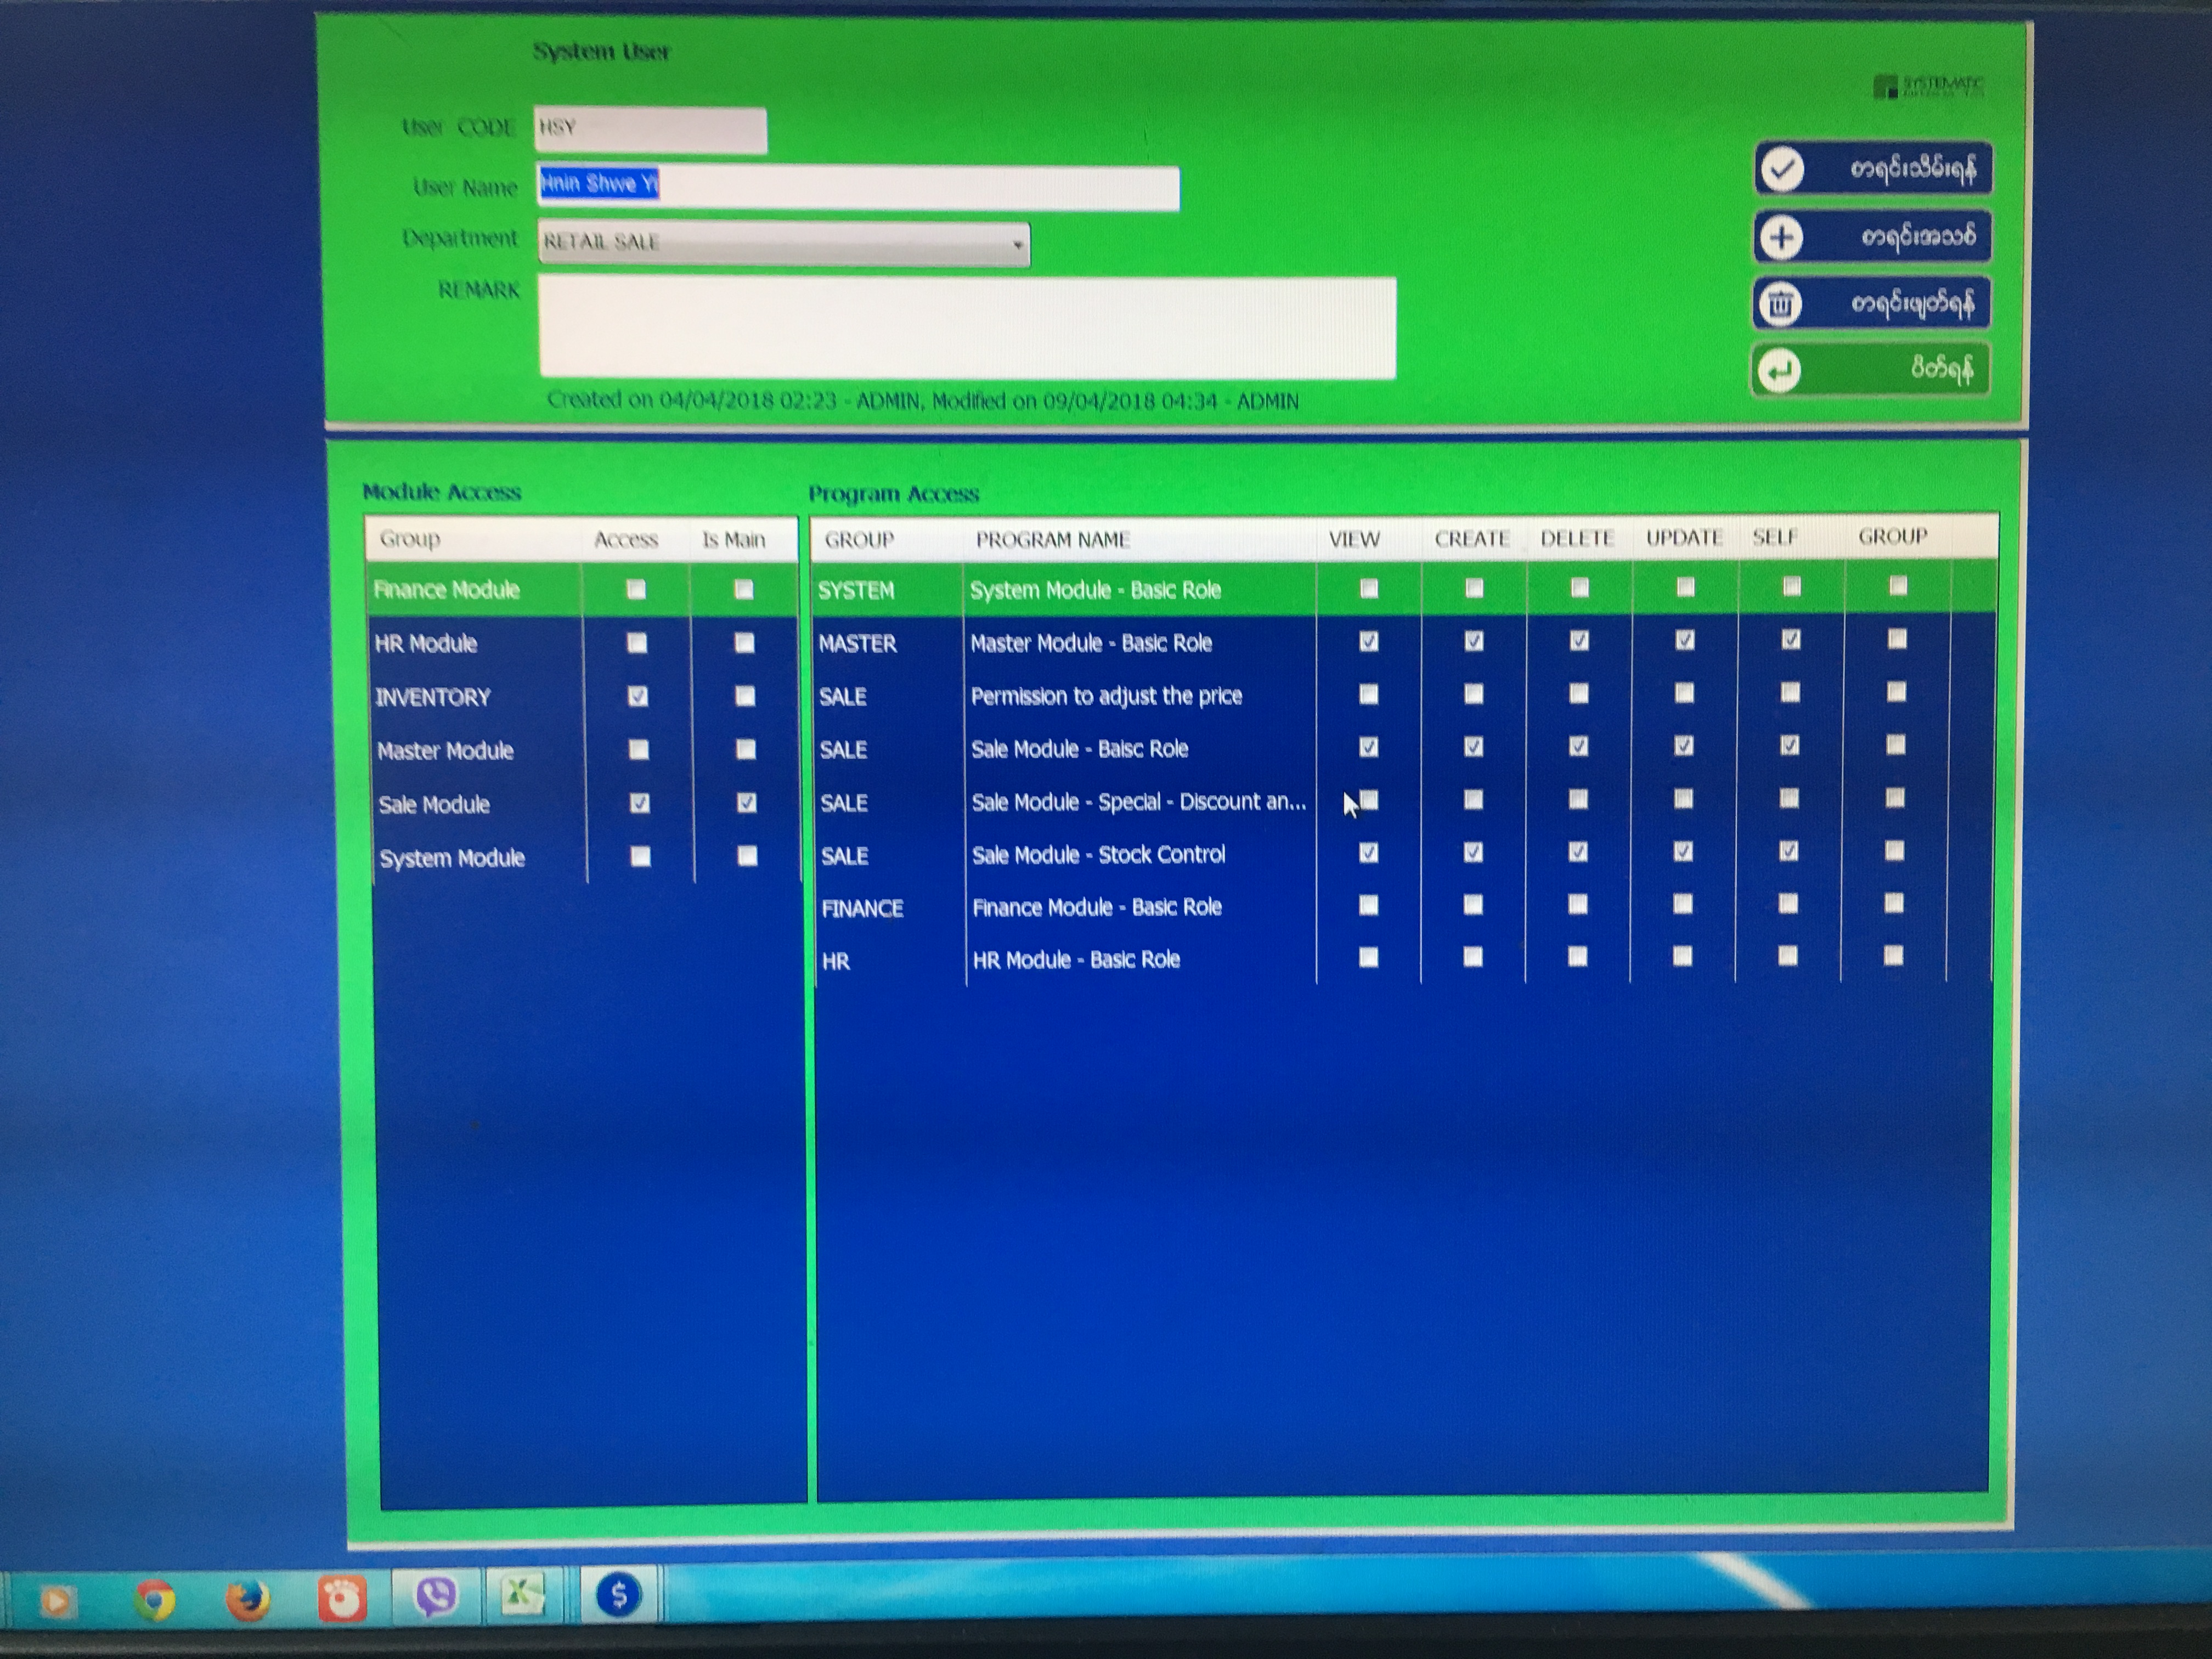 System User
SYSTEMATIC
User CODE HSY
User Name Hnin Shwe Yi
Department RETAIL SALE
REMARK
Created on 04/04/2018 02:23 - ADMIN, Modified on 09/04/2018 04:34 - ADMIN
စာရင်းသိမ်းရန်
စာရင်းအသစ်
စာရင်းဖျတ်ရန်
ပိတ်ရန်
Module Access
Group Access Is Main
Finance Module
HR Module
INVENTORY
Master Module
Sale Module
System Module
Program Access
GROUP PROGRAM NAME VIEW CREATE DELETE UPDATE SELF GROUP
SYSTEM System Module - Basic Role
MASTER Master Module - Basic Role
SALE Permission to adjust the price
SALE Sale Module - Baisc Role
SALE Sale Module - Special - Discount an...
SALE Sale Module - Stock Control
FINANCE Finance Module - Basic Role
HR HR Module - Basic Role